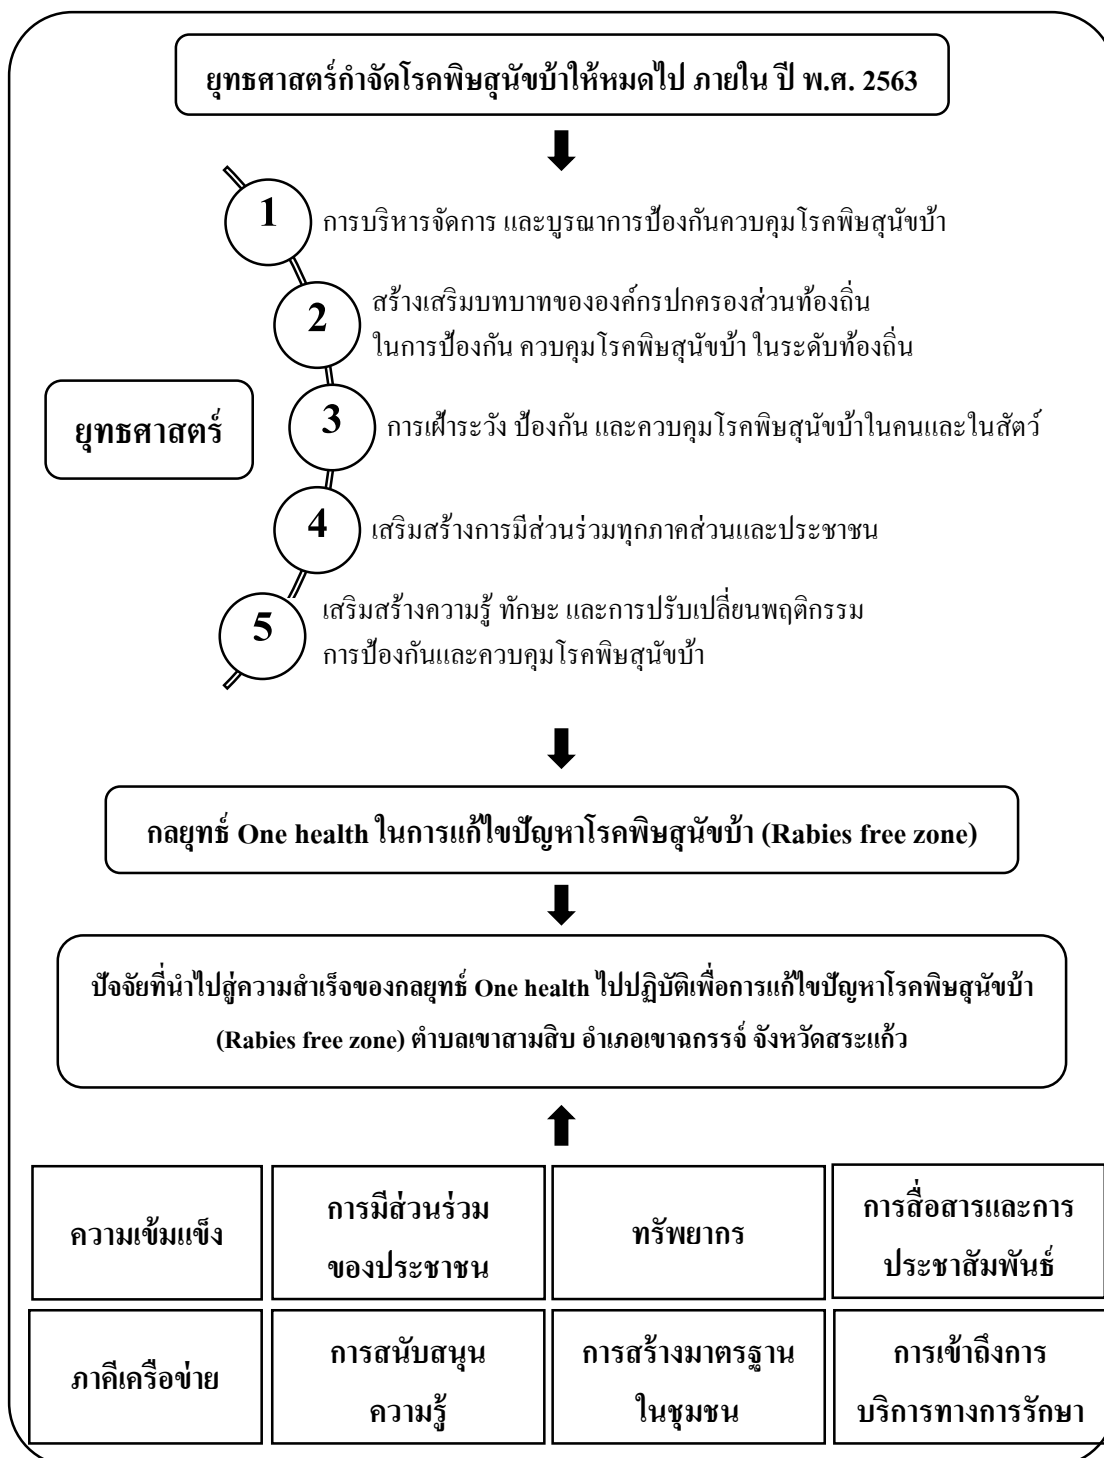 ยุทธศาสตร์กำจัดโรคพิษสุนัขบ้าให้หมดไป ภายใน ปี พ.ศ. 2563
1
การบริหารจัดการ และบูรณาการป้องกันควบคุมโรคพิษสุนัขบ้า
2
สร้างเสริมบทบาทขององค์กรปกครองส่วนท้องถิ่น
ในการป้องกัน ควบคุมโรคพิษสุนัขบ้า ในระดับท้องถิ่น
ยุทธศาสตร์
3
การเฝ้าระวัง ป้องกัน และควบคุมโรคพิษสุนัขบ้าในคนและในสัตว์
4
เสริมสร้างการมีส่วนร่วมทุกภาคส่วนและประชาชน
5
เสริมสร้างความรู้ ทักษะ และการปรับเปลี่ยนพฤติกรรม
การป้องกันและควบคุมโรคพิษสุนัขบ้า
กลยุทธ์ One health ในการแก้ไขปัญหาโรคพิษสุนัขบ้า (Rabies free zone)
ปัจจัยที่นำไปสู่ความสำเร็จของกลยุทธ์ One health ไปปฏิบัติเพื่อการแก้ไขปัญหาโรคพิษสุนัขบ้า
(Rabies free zone) ตำบลเขาสามสิบ อำเภอเขาฉกรรจ์ จังหวัดสระแก้ว
ความเข้มแข็ง
การมีส่วนร่วม
ของประชาชน
ทรัพยากร
การสื่อสารและการ
ประชาสัมพันธ์
ภาคีเครือข่าย
การสนับสนุน
ความรู้
การสร้างมาตรฐาน
ในชุมชน
การเข้าถึงการ
บริการทางการรักษา